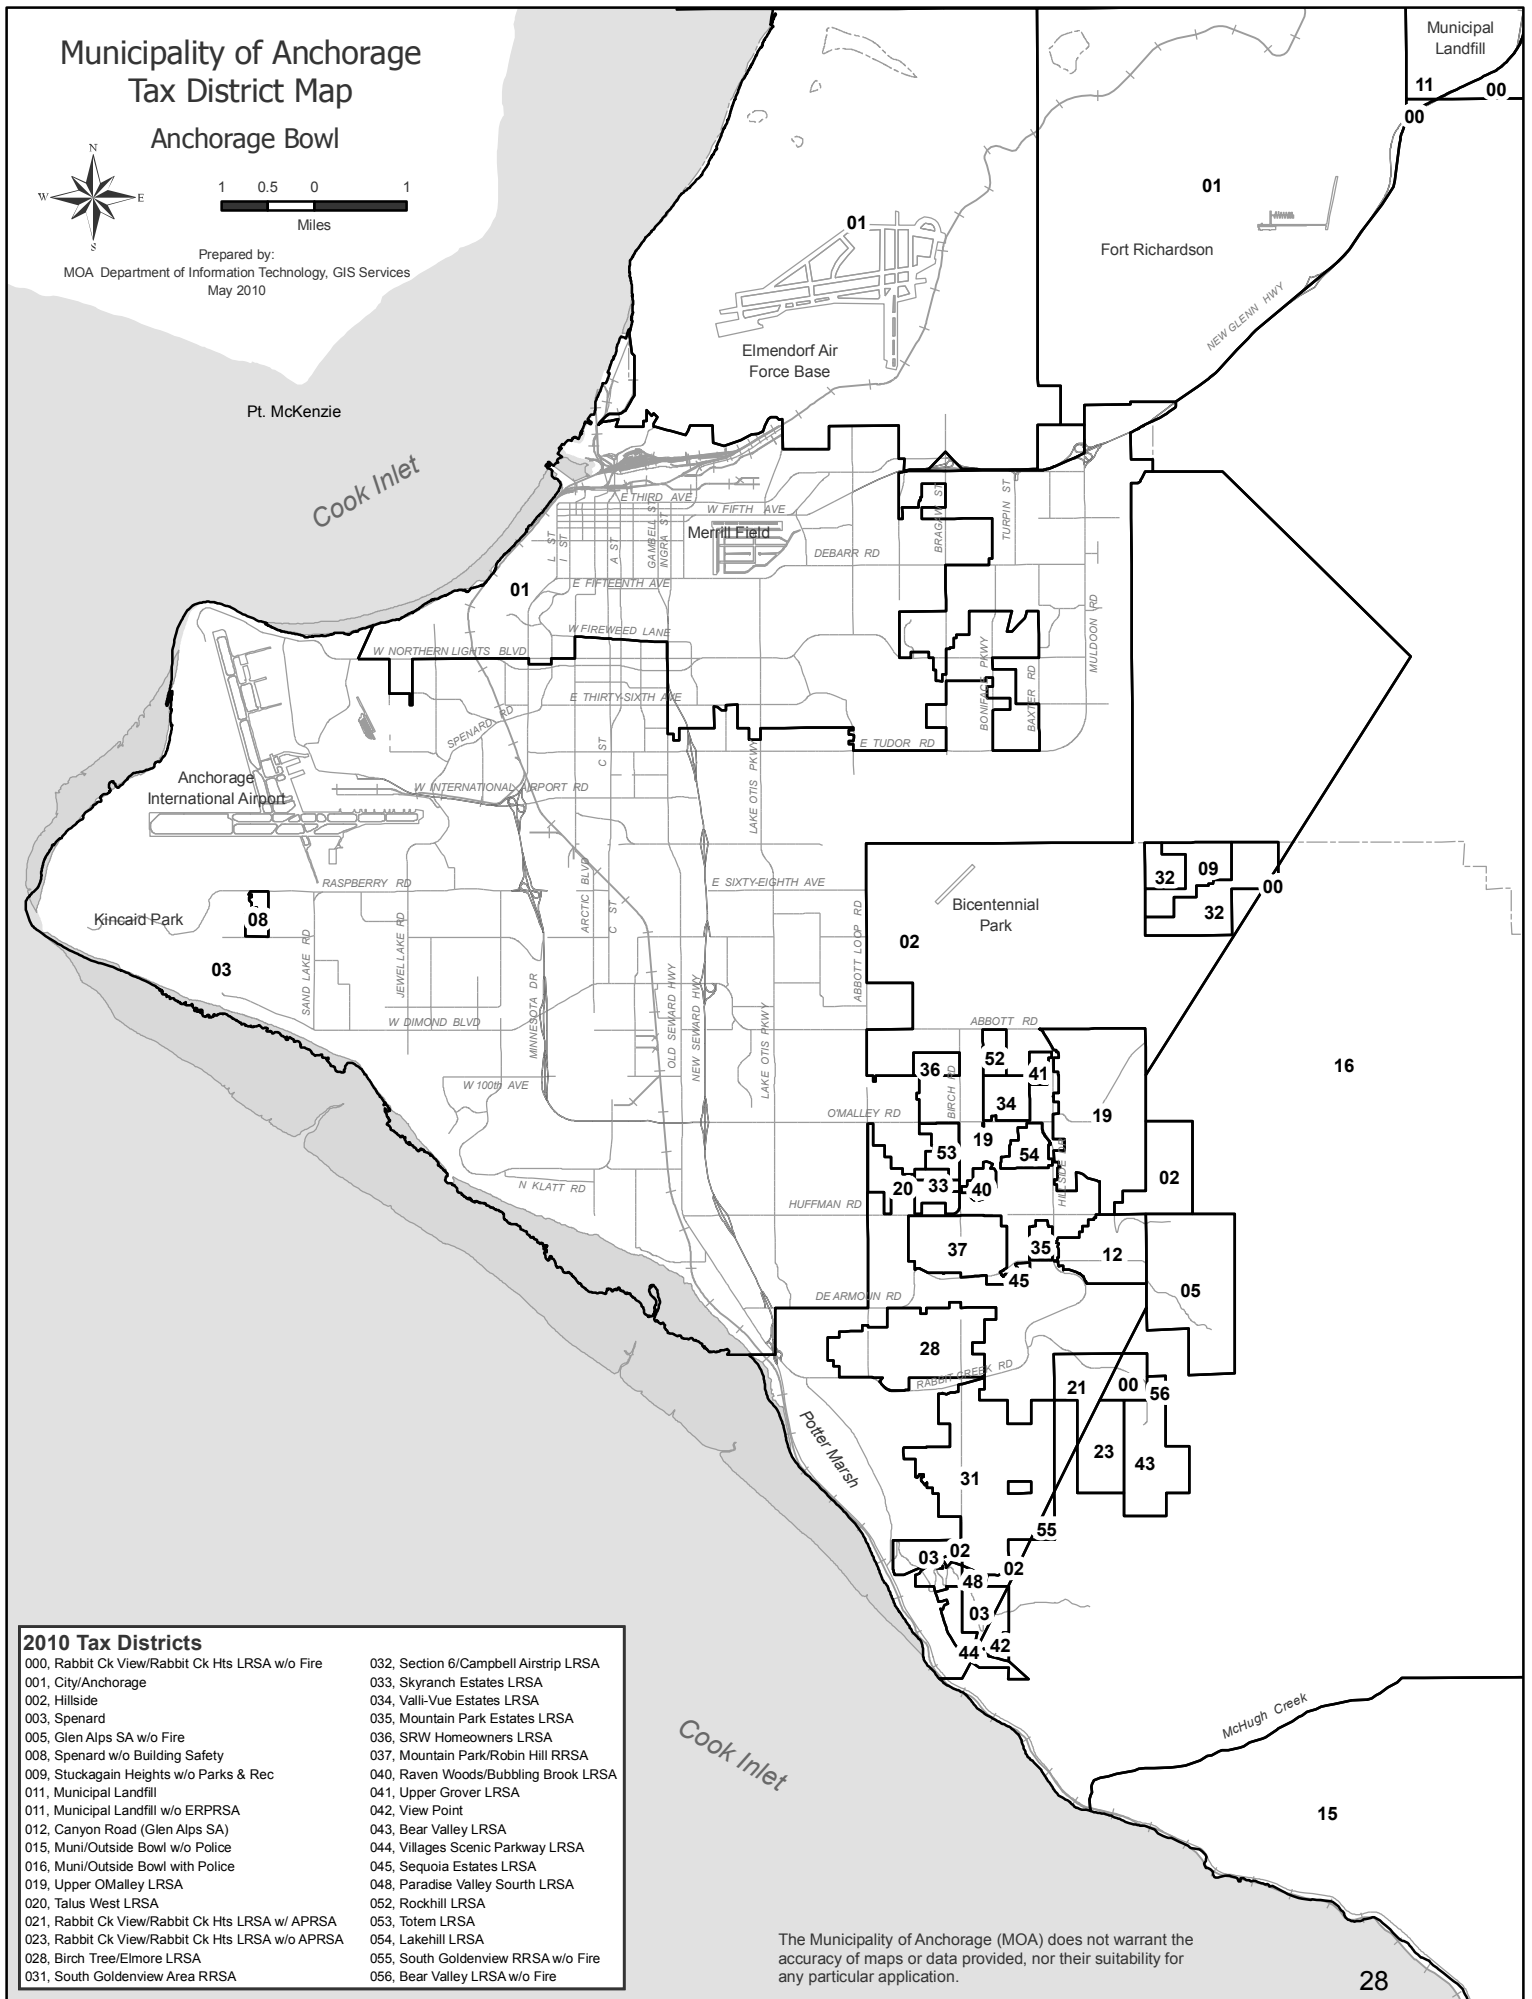 Municipality of Anchorage
Tax District Map
Anchorage Bowl
N
W
E
S
1 0.5 0 1
Miles
Prepared by:
MOA Department of Information Technology, GIS Services
May 2010
Municipal
Landfill
11
00
00
01
Fort Richardson
01
NEW GLENN HWY
Elmendorf Air
Force Base
Pt. McKenzie
Cook Inlet
E THIRD AVE
W FIFTH AVE
Merrill Field
L ST
I ST
A ST
GAMBELL ST
INGRA ST
BRAGAW ST
TURPIN ST
DEBARR RD
E FIFTEENTH AVE
01
W FIREWEED LANE
W NORTHERN LIGHTS BLVD
MULDOON RD
BONIFACE PKWY
BAXTER RD
E THIRTY-SIXTH AVE
SPENARD RD
C ST
E TUDOR RD
LAKE OTIS PKWY
Anchorage
International Airport
W INTERNATIONAL AIRPORT RD
RASPBERRY RD
E SIXTY-EIGHTH AVE
ARCTIC BLVD
C ST
Kincaid Park
08
03
SAND LAKE RD
JEWEL LAKE RD
MINNESOTA DR
W DIMOND BLVD
OLD SEWARD HWY
NEW SEWARD HWY
LAKE OTIS PKWY
ABBOTT LOOP RD
Bicentennial
Park
02
32
09
00
32
ABBOTT RD
16
W 100th AVE
36
52
41
BIRCH RD
34
19
O'MALLEY RD
19
53
54
HILLSIDE DR
02
20
33
40
N KLATT RD
HUFFMAN RD
37
35
12
45
05
DE ARMOUN RD
28
RABBIT CREEK RD
21
00
56
Potter Marsh
23
43
31
55
03
02
02
48
03
44
42
Cook Inlet
McHugh Creek
15
2010 Tax Districts
000, Rabbit Ck View/Rabbit Ck Hts LRSA w/o Fire
001, City/Anchorage
002, Hillside
003, Spenard
005, Glen Alps SA w/o Fire
008, Spenard w/o Building Safety
009, Stuckagain Heights w/o Parks & Rec
011, Municipal Landfill
011, Municipal Landfill w/o ERPRSA
012, Canyon Road (Glen Alps SA)
015, Muni/Outside Bowl w/o Police
016, Muni/Outside Bowl with Police
019, Upper OMalley LRSA
020, Talus West LRSA
021, Rabbit Ck View/Rabbit Ck Hts LRSA w/ APRSA
023, Rabbit Ck View/Rabbit Ck Hts LRSA w/o APRSA
028, Birch Tree/Elmore LRSA
031, South Goldenview Area RRSA
032, Section 6/Campbell Airstrip LRSA
033, Skyranch Estates LRSA
034, Valli-Vue Estates LRSA
035, Mountain Park Estates LRSA
036, SRW Homeowners LRSA
037, Mountain Park/Robin Hill RRSA
040, Raven Woods/Bubbling Brook LRSA
041, Upper Grover LRSA
042, View Point
043, Bear Valley LRSA
044, Villages Scenic Parkway LRSA
045, Sequoia Estates LRSA
048, Paradise Valley Sourth LRSA
052, Rockhill LRSA
053, Totem LRSA
054, Lakehill LRSA
055, South Goldenview RRSA w/o Fire
056, Bear Valley LRSA w/o Fire
The Municipality of Anchorage (MOA) does not warrant the
accuracy of maps or data provided, nor their suitability for
any particular application.
28